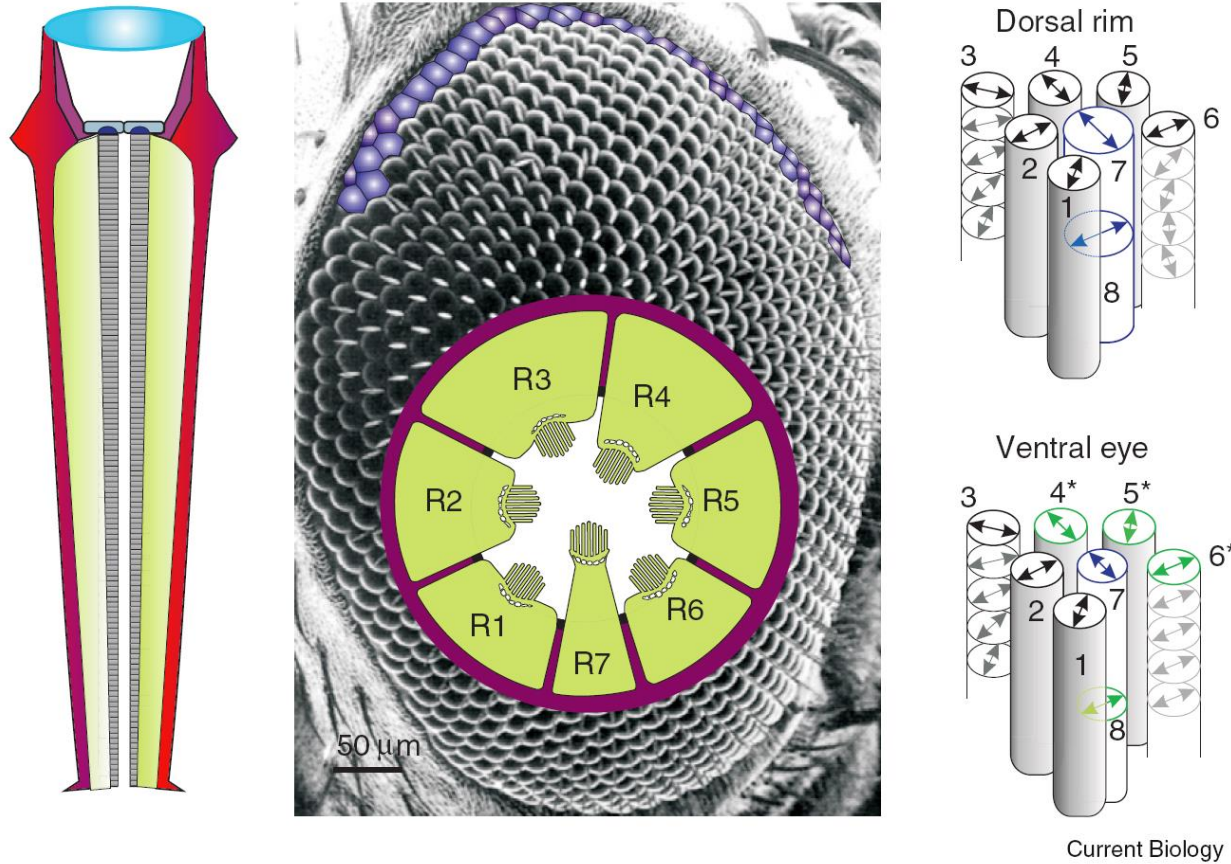 R3
R4
R2
R5
R1
R6
R7
50 μm
Dorsal rim
3 4 5
6
2 7
1
8
Ventral eye
3 4* 5*
6*
2 7
1
8
Current Biology